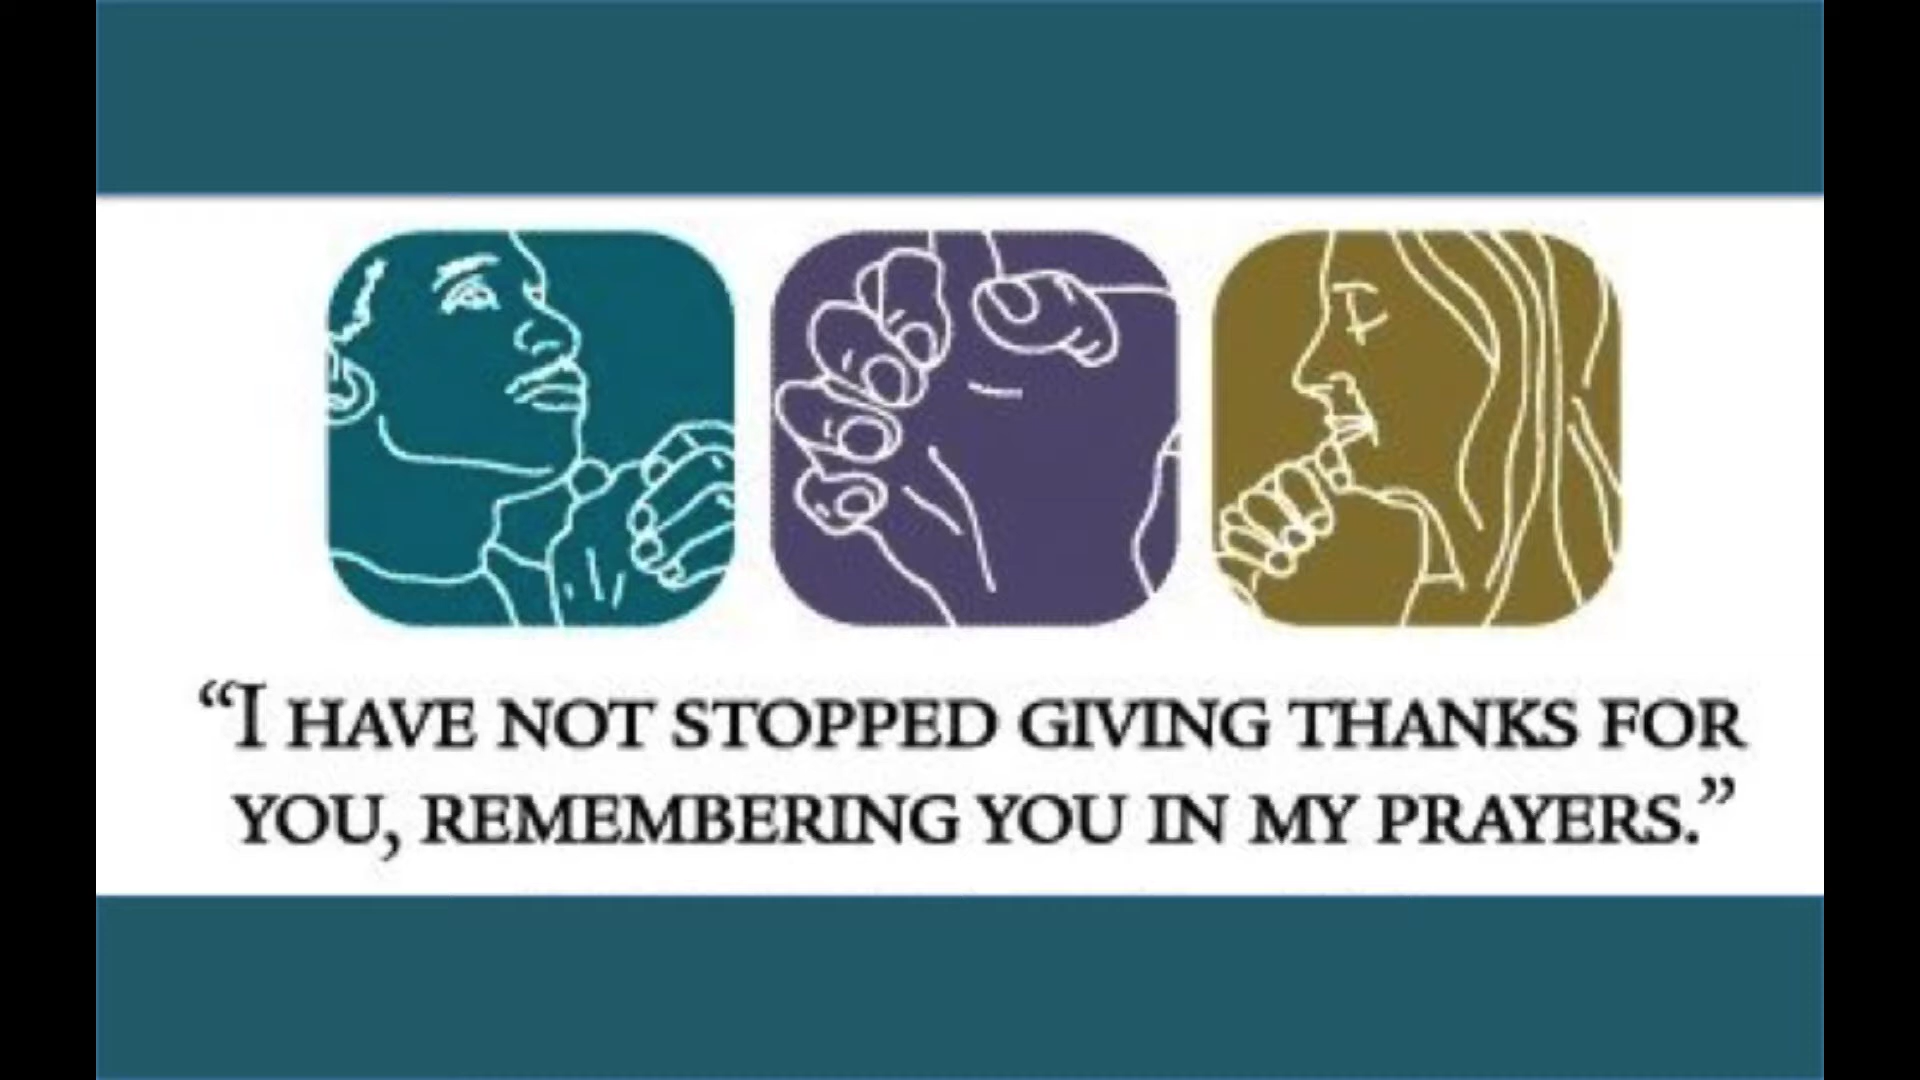 “I HAVE NOT STOPPED GIVING THANKS FOR
YOU, REMEMBERING YOU IN MY PRAYERS.”